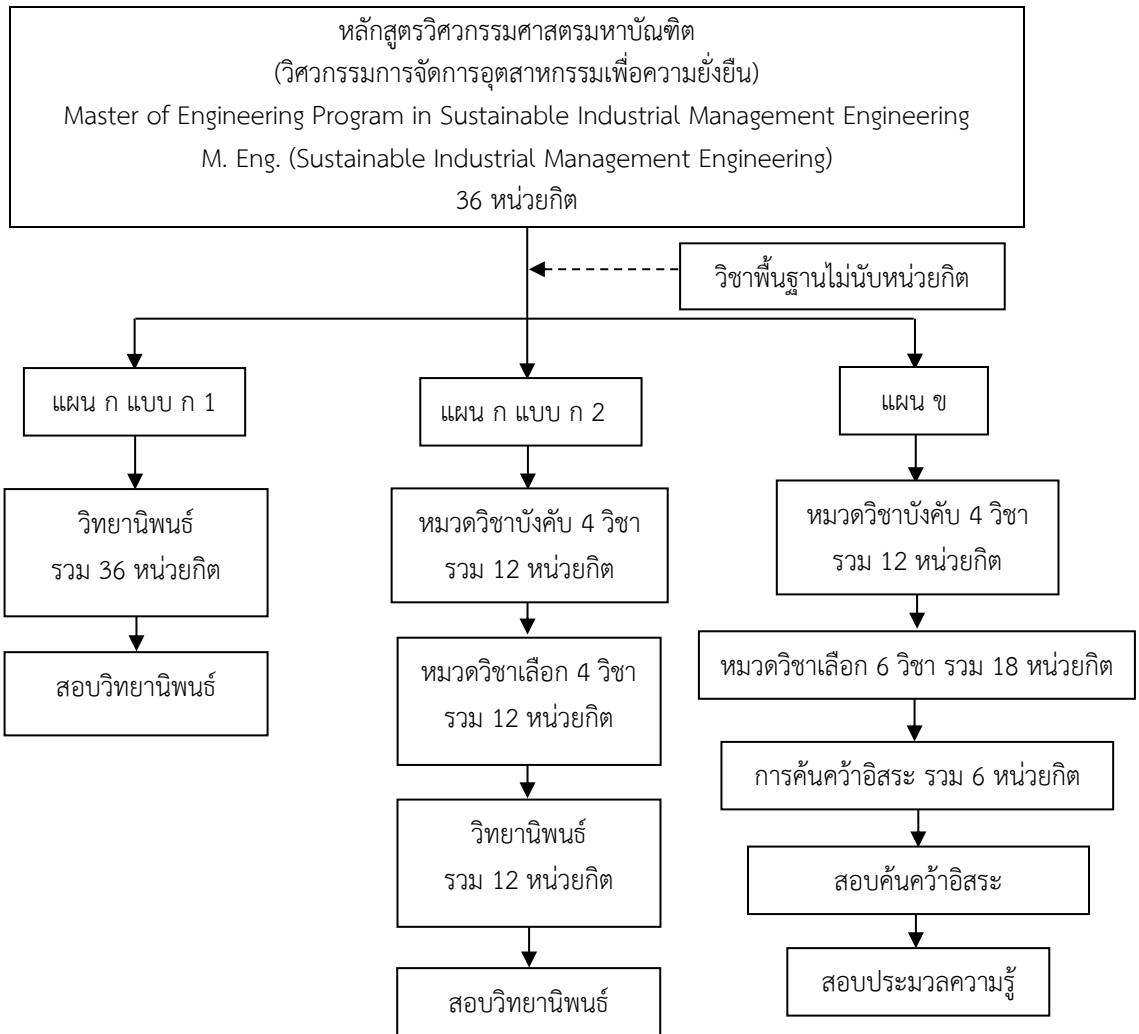 หลักสูตรวิศวกรรมศาสตรมหาบัณฑิต
(วิศวกรรมการจัดการอุตสาหกรรมเพื่อความยั่งยืน)
Master of Engineering Program in Sustainable Industrial Management Engineering
M. Eng. (Sustainable Industrial Management Engineering)
36 หน่วยกิต
วิชาพื้นฐานไม่นับหน่วยกิต
แผน ก แบบ ก 1
วิทยานิพนธ์
รวม 36 หน่วยกิต
สอบวิทยานิพนธ์
แผน ก แบบ ก 2
หมวดวิชาบังคับ 4 วิชา
รวม 12 หน่วยกิต
หมวดวิชาเลือก 4 วิชา
รวม 12 หน่วยกิต
วิทยานิพนธ์
รวม 12 หน่วยกิต
สอบวิทยานิพนธ์
แผน ข
หมวดวิชาบังคับ 4 วิชา
รวม 12 หน่วยกิต
หมวดวิชาเลือก 6 วิชา รวม 18 หน่วยกิต
การค้นคว้าอิสระ รวม 6 หน่วยกิต
สอบค้นคว้าอิสระ
สอบประมวลความรู้